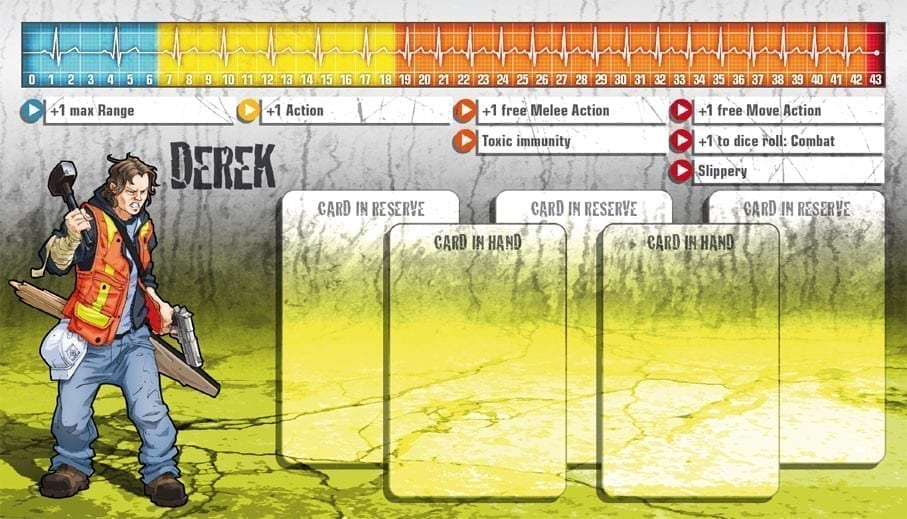 0 1 2 3 4 5 6 7 8 9 10 11 12 13 14 15 16 17 18 19 20 21 22 23 24 25 26 27 28 29 30 31 32 33 34 35 36 37 38 39 40 41 42 43
+1 max Range
+1 Action
+1 free Melee Action
+1 free Move Action
Toxic immunity
+1 to dice roll: Combat
Slippery
DEREK
CARD IN RESERVE
CARD IN RESERVE
CARD IN RESERVE
CARD IN HAND
CARD IN HAND